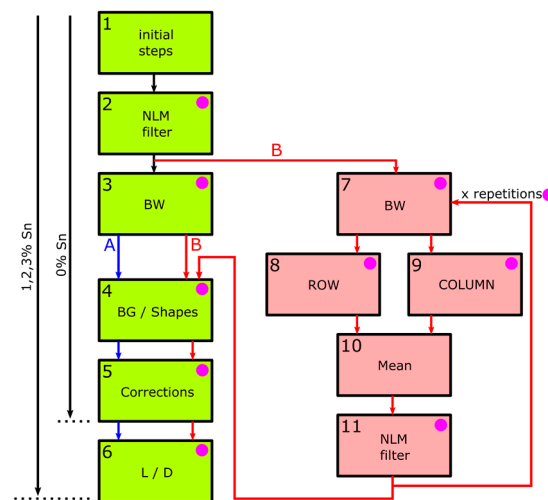 1
initial
steps
2
NLM
filter
B
3
BW
7
BW
x repetitions
A
B
8
ROW
9
COLUMN
1,2,3% Sn
0% Sn
4
BG / Shapes
10
Mean
5
Corrections
11
NLM
filter
6
L / D